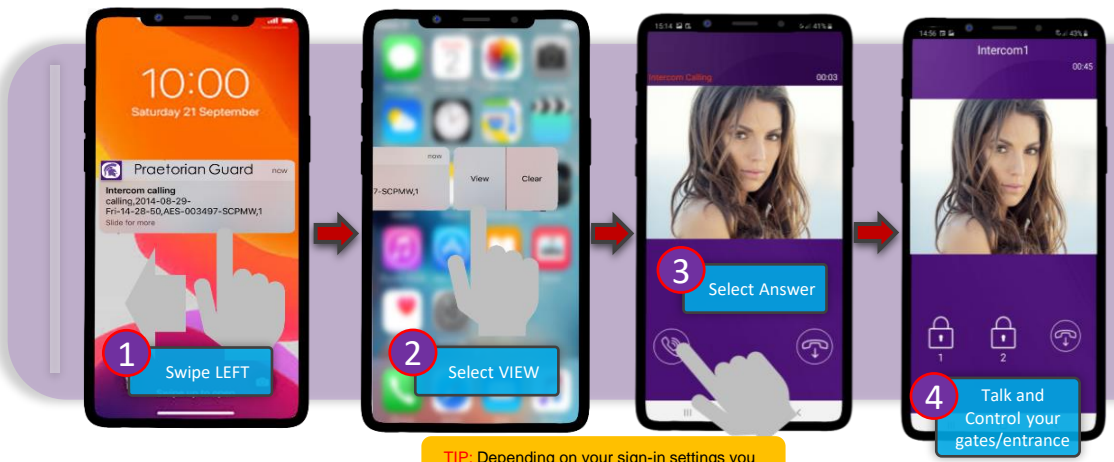 10:00
Saturday 21 September
Praetorian Guard now
Intercom calling
calling,2014-08-29-
Fri-14-28-50,AES-003497-SCPMW,1
Slide for more
1
Swipe LEFT
now
7-SCPMW,1
View
Clear
2
Select VIEW
15:14 41%
Intercom Calling 00:03
3
Select Answer
14:56 43%
Intercom1
00:45
1 2
4
Talk and
Control your
gates/entrance
TIP: Depending on your sign-in settings you